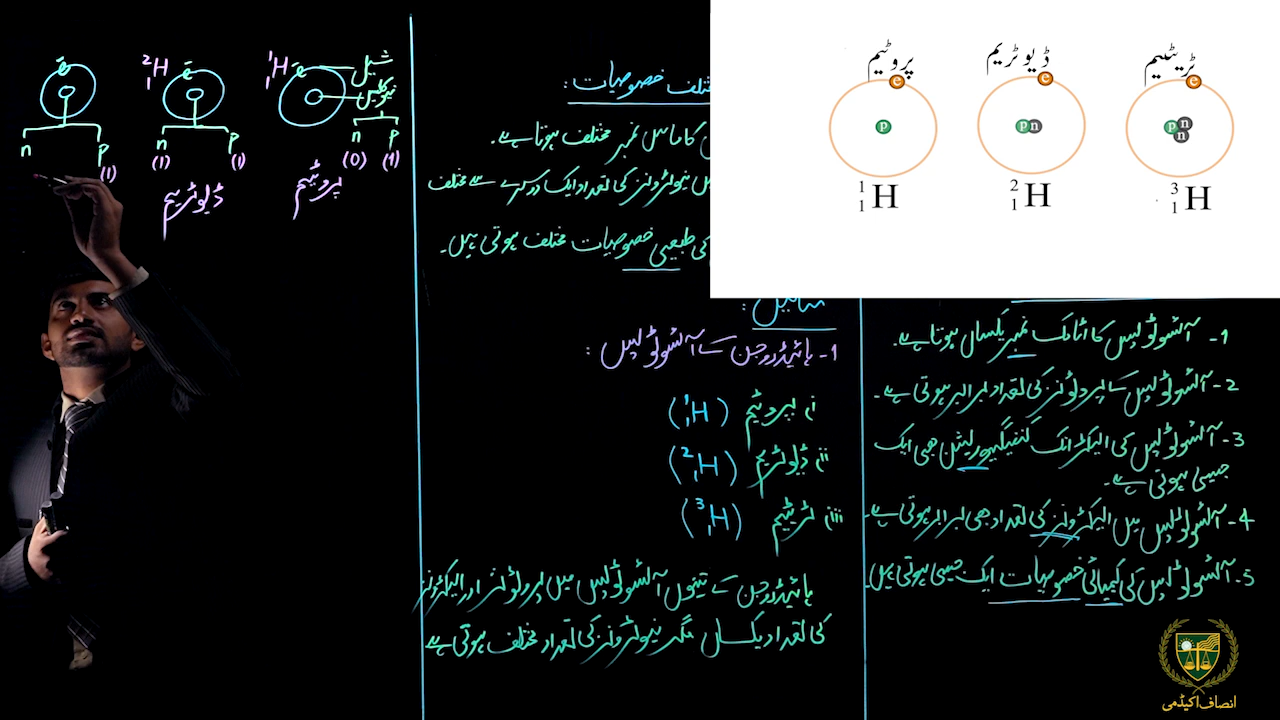 پروٹیم
ڈیوٹریم
ٹریٹیم
e
e
e
p
p n
p n n
¹₁H
²₁H
³₁H
¹₁H
e
شیل
نیوکلیس
n
p
(0)
(1)
پروٹیم
²₁H
e
n
p
(1)
(1)
ڈیوٹریم
e
n
p
(1)
مختلف خصوصیات :
کا ماس نمبر مختلف ہوتا ہے۔
نیوٹرونز کی تعداد ایک دوسرے سے مختلف
کی طبیعی خصوصیات مختلف ہوتی ہیں۔
مثالیں :
1- ہائیڈروجن کے آئسوٹوپس :
i) پروٹیم (¹₁H)
ii) ڈیوٹریم (²₁H)
iii) ٹریٹیم (³₁H)
ہائیڈروجن کے تینوں آئسوٹوپس میں پروٹونز اور الیکٹرونز
کی تعداد یکساں مگر نیوٹرونز کی تعداد مختلف ہوتی ہے
1- آئسوٹوپس کا اٹامک نمبر یکساں ہوتا ہے۔
2- آئسوٹوپس کے پروٹونز کی تعداد برابر ہوتی ہے۔
3- آئسوٹوپس کی الیکٹرانک کنفیگیوریشن بھی ایک
جیسی ہوتی ہے۔
4- آئسوٹوپس میں الیکٹرونز کی تعداد بھی برابر ہوتی ہے۔
5- آئسوٹوپس کی کیمیائی خصوصیات ایک جیسی ہوتی ہیں۔
انصاف اکیڈمی